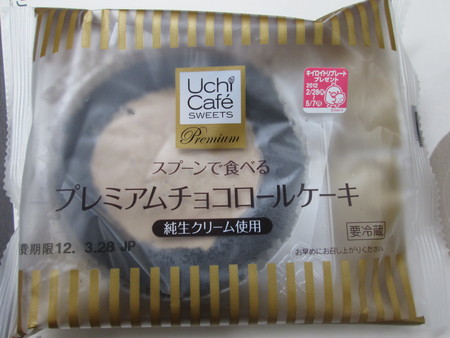 Uchi
Café
SWEETS
Premium
キイロイトリプレート
プレゼント
2012
スプーンで食べる
プレミアムチョコロールケーキ
純生クリーム使用
費期限12. 3.28 JP
要冷蔵
お早めにお召し上がりください